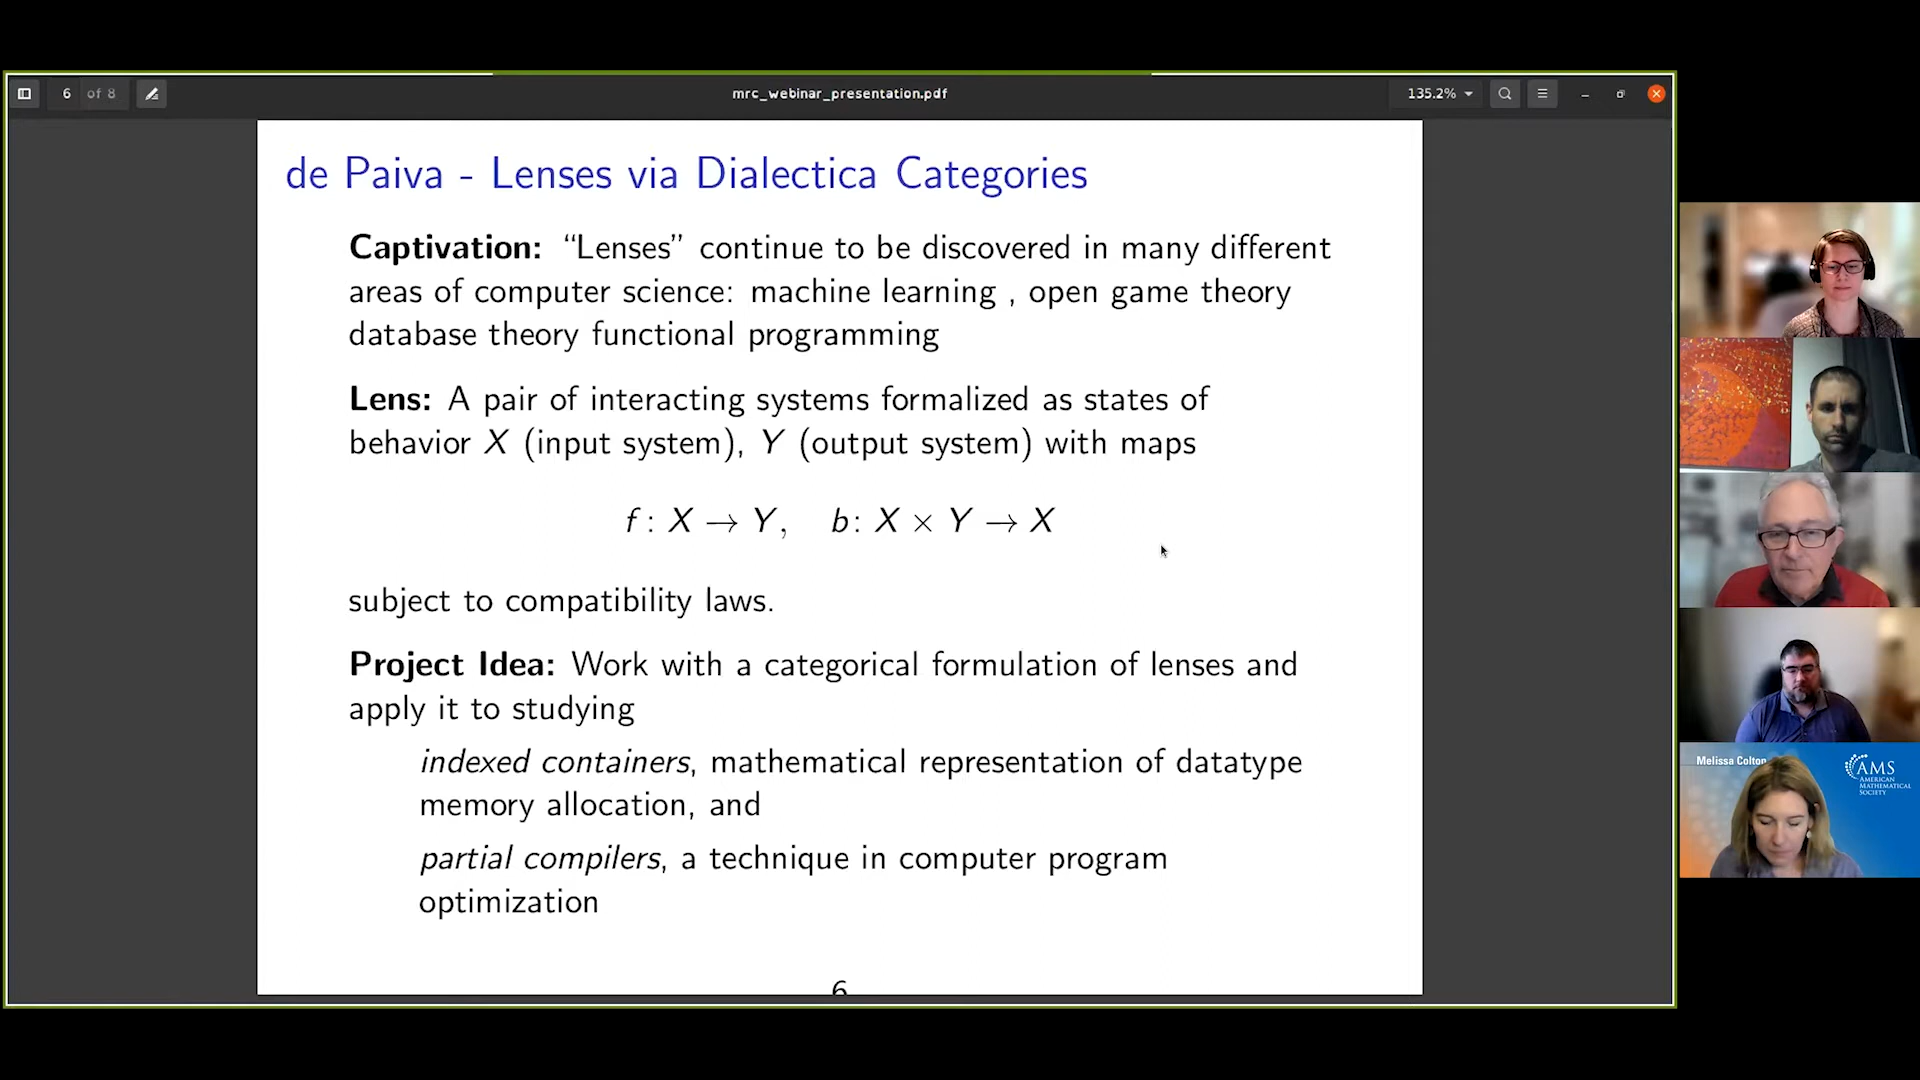 6 of 8
mrc_webinar_presentation.pdf
135.2%
de Paiva - Lenses via Dialectica Categories
Captivation: “Lenses” continue to be discovered in many different
areas of computer science: machine learning , open game theory
database theory functional programming
Lens: A pair of interacting systems formalized as states of
behavior X (input system), Y (output system) with maps
f : X → Y, b: X × Y → X
subject to compatibility laws.
Project Idea: Work with a categorical formulation of lenses and
apply it to studying
indexed containers, mathematical representation of datatype
memory allocation, and
partial compilers, a technique in computer program
optimization
6
Melissa Colton
AMS
AMERICAN
MATHEMATICAL
SOCIETY